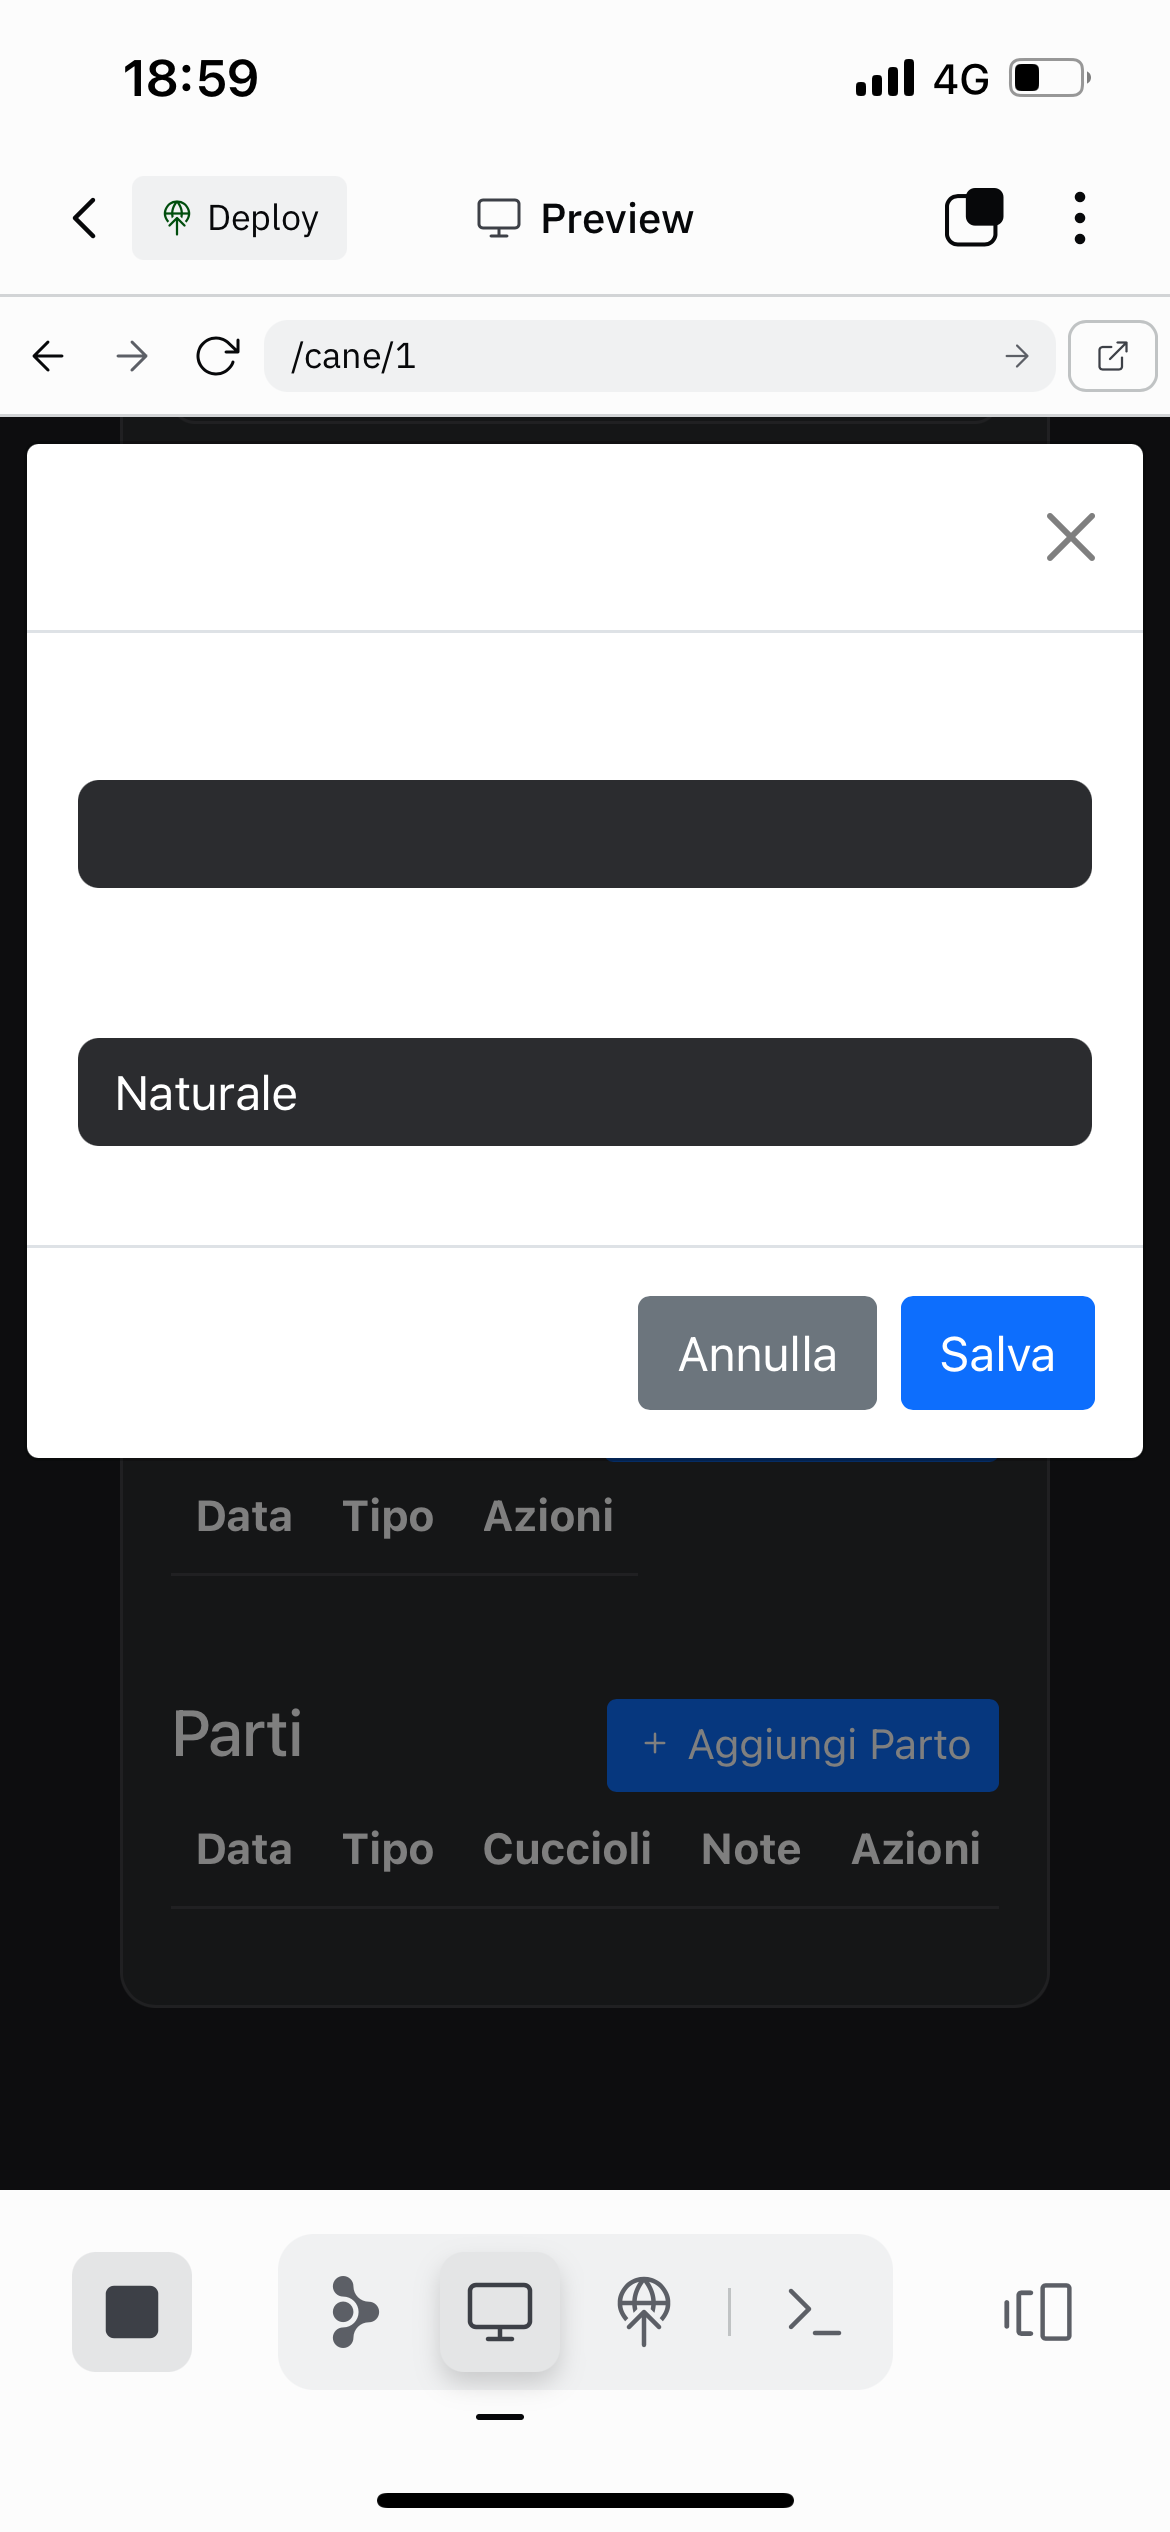 18:59
4G
Deploy
Preview
/cane/1
Naturale
Annulla
Salva
Data Tipo Azioni
Parti
+ Aggiungi Parto
Data Tipo Cuccioli Note Azioni